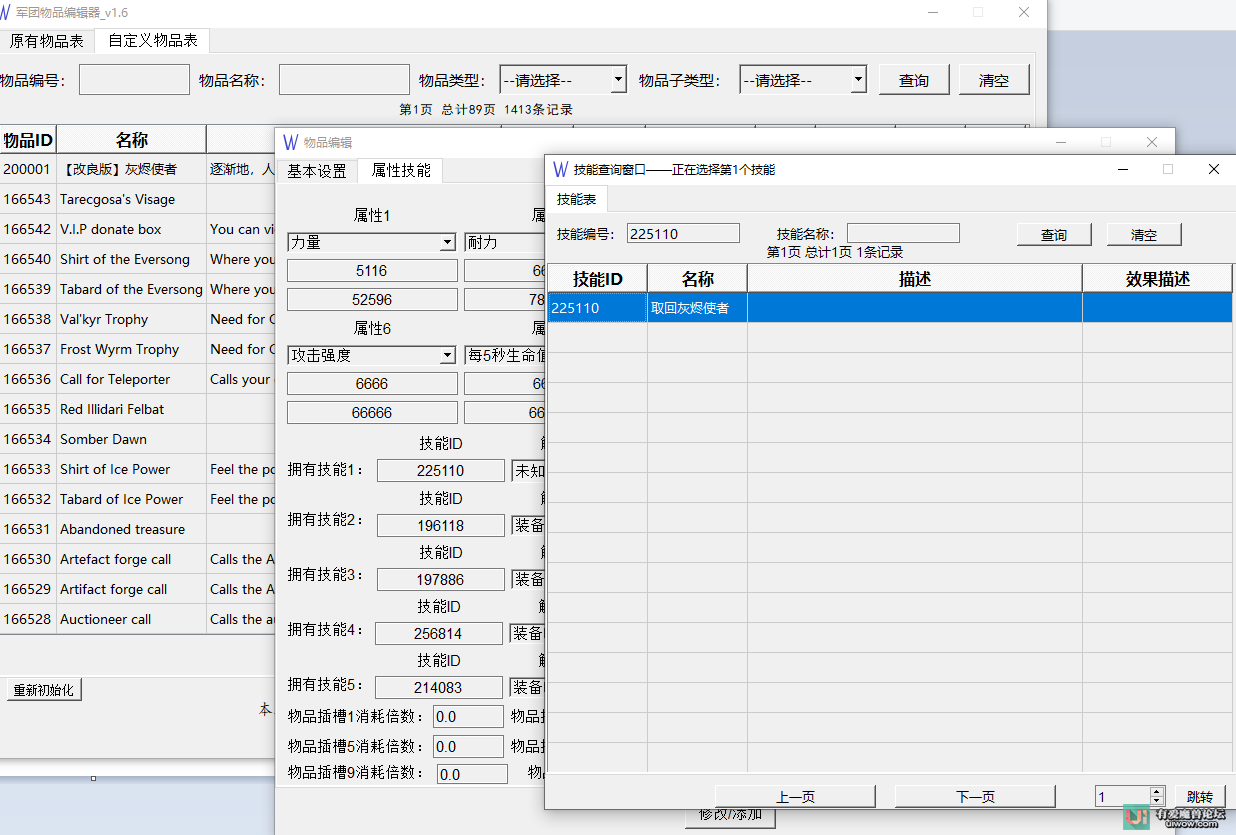 军团物品编辑器_v1.6
原有物品表 自定义物品表
物品编号： 物品名称： 物品类型： --请选择-- 物品子类型： --请选择-- 查询 清空
第1页 总计89页 1413条记录
物品ID 名称
200001 【改良版】灰烬使者 逐渐地，人
166543 Tarecgosa's Visage
166542 V.I.P donate box You can vi
166540 Shirt of the Eversong Where you
166539 Tabard of the Eversong Where you
166538 Val'kyr Trophy Need for C
166537 Frost Wyrm Trophy Need for C
166536 Call for Teleporter Calls your
166535 Red Illidari Felbat
166534 Somber Dawn
166533 Shirt of Ice Power Feel the po
166532 Tabard of Ice Power Feel the po
166531 Abandoned treasure
166530 Artefact forge call Calls the A
166529 Artifact forge call Calls the A
166528 Auctioneer call Calls the au
重新初始化
本
物品编辑
基本设置 属性技能
属性1 属
力量 耐力
5116 66
52596 78
属性6 属
攻击强度 每5秒生命值
6666 66
66666 66
技能ID
拥有技能1： 225110 未知
技能ID
拥有技能2： 196118 装备
技能ID
拥有技能3： 197886 装备
技能ID
拥有技能4： 256814 装备
技能ID
拥有技能5： 214083 装备
物品插槽1消耗倍数： 0.0 物品
物品插槽5消耗倍数： 0.0 物品
物品插槽9消耗倍数： 0.0 物
修改/添加
技能查询窗口——正在选择第1个技能
技能表
技能编号： 225110 技能名称： 查询 清空
第1页 总计1页 1条记录
技能ID 名称 描述 效果描述
225110 取回灰烬使者
上一页 下一页 1 跳转
有爱魔兽论坛
uiwow.com